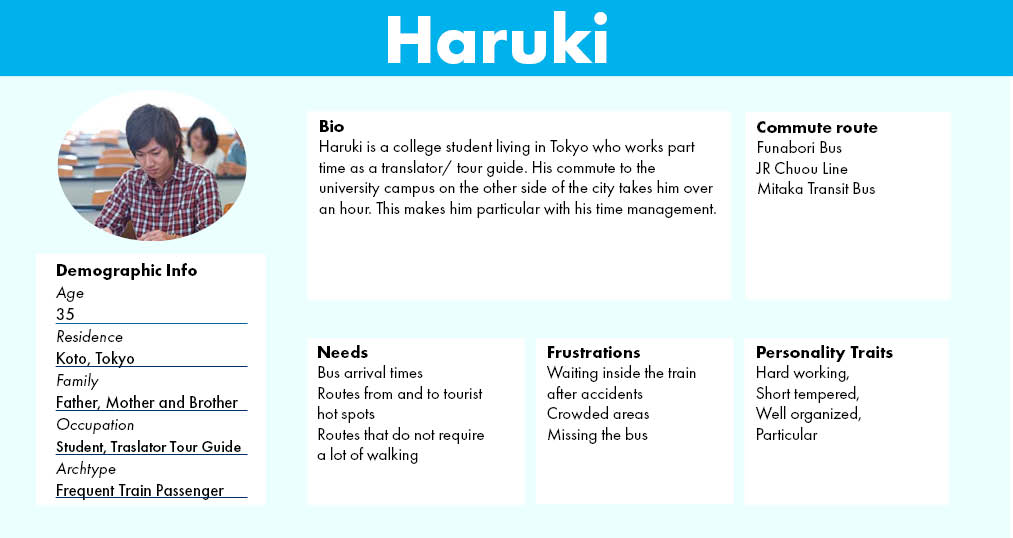 Haruki
Bio
Haruki is a college student living in Tokyo who works part
time as a translator/ tour guide. His commute to the
university campus on the other side of the city takes him over
an hour. This makes him particular with his time management.
Commute route
Funabori Bus
JR Chuou Line
Mitaka Transit Bus
Demographic Info
Age
35
Residence
Koto, Tokyo
Family
Father, Mother and Brother
Occupation
Student, Traslator Tour Guide
Archtype
Frequent Train Passenger
Needs
Bus arrival times
Routes from and to tourist
hot spots
Routes that do not require
a lot of walking
Frustrations
Waiting inside the train
after accidents
Crowded areas
Missing the bus
Personality Traits
Hard working,
Short tempered,
Well organized,
Particular